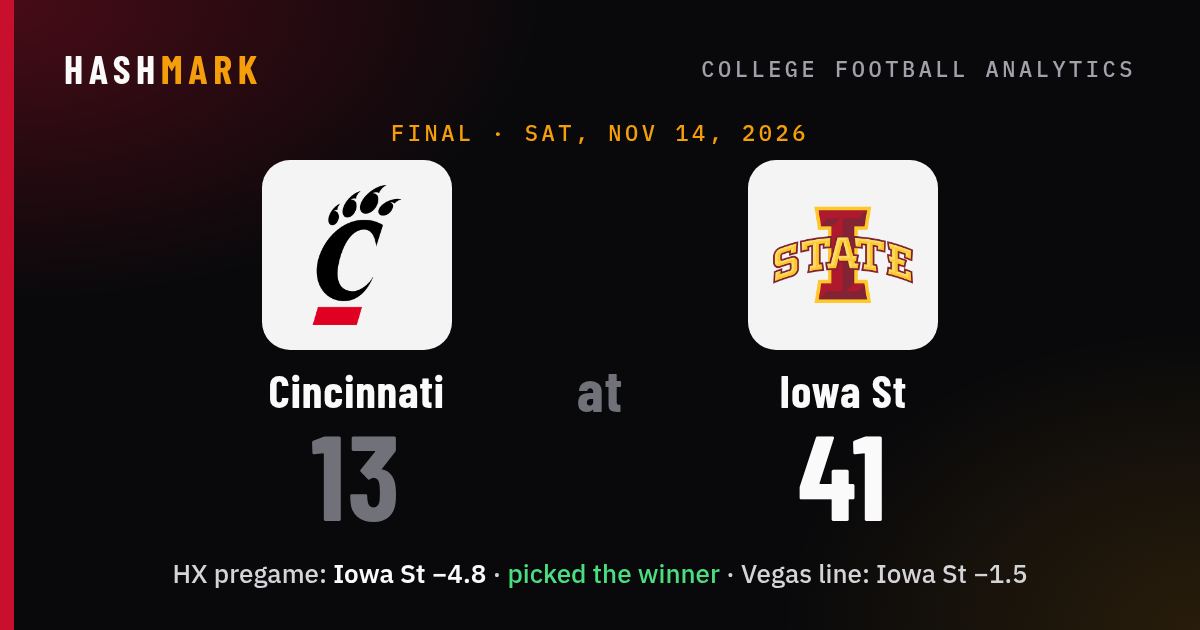 HASHMARK
COLLEGE FOOTBALL ANALYTICS
FINAL · SAT, NOV 14, 2026
C
I STATE
Cincinnati at Iowa St
13 41
HX pregame: Iowa St −4.8 · picked the winner · Vegas line: Iowa St −1.5